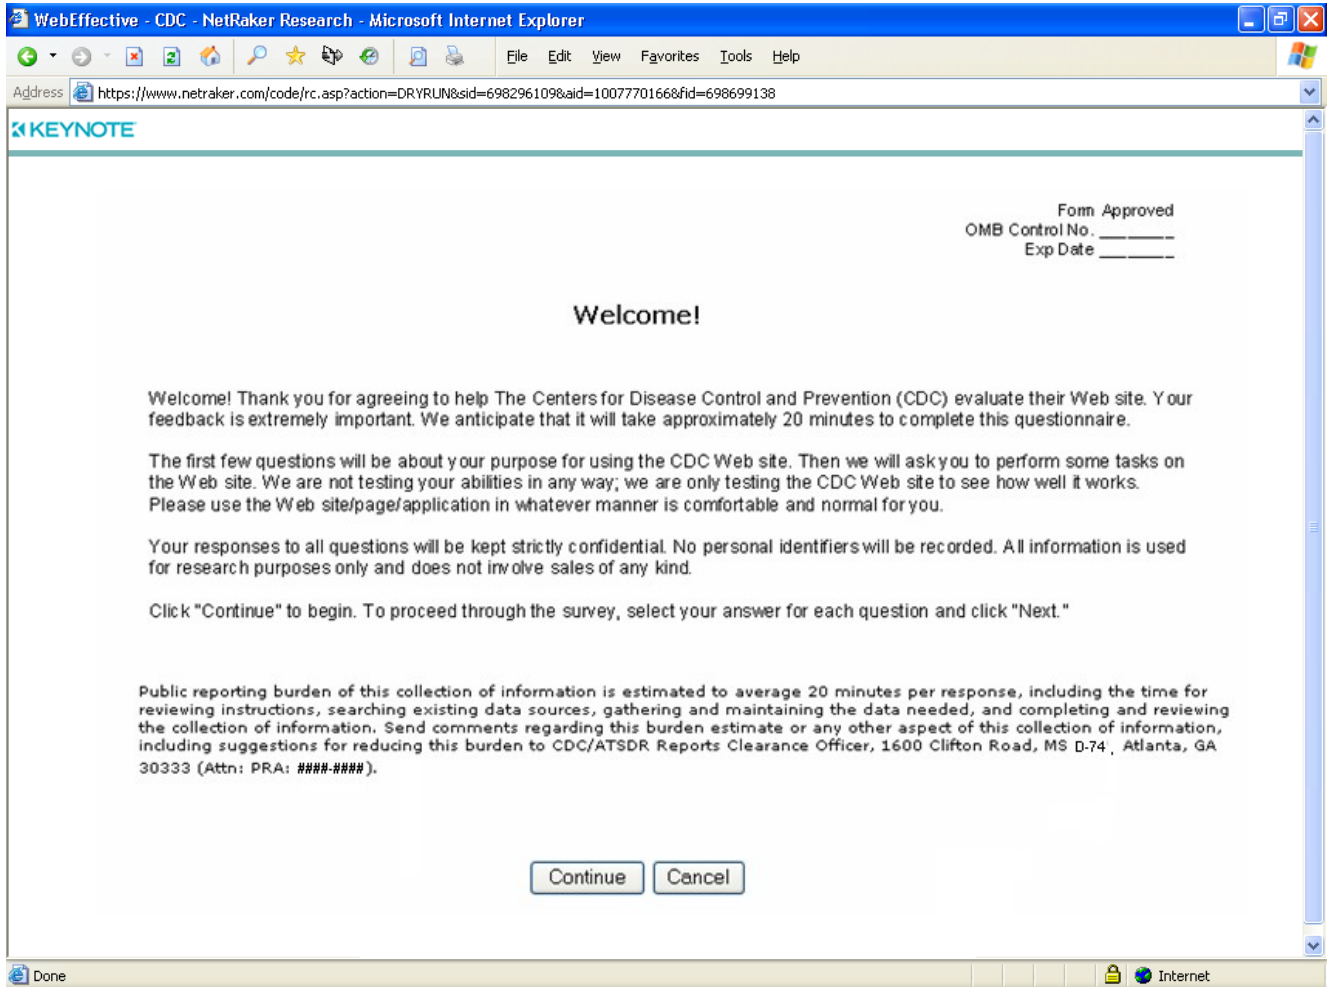 WebEffective - CDC - NetRaker Research - Microsoft Internet Explorer
File Edit View Favorites Tools Help
Address https://www.netraker.com/code/rc.asp?action=DRYRUN&sid=698296109&aid=1007770166&fid=698699138
KEYNOTE
Form Approved
OMB Control No. ________
Exp Date ________
Welcome!
Welcome! Thank you for agreeing to help The Centers for Disease Control and Prevention (CDC) evaluate their Web site. Your
feedback is extremely important. We anticipate that it will take approximately 20 minutes to complete this questionnaire.
The first few questions will be about your purpose for using the CDC Web site. Then we will ask you to perform some tasks on
the Web site. We are not testing your abilities in any way; we are only testing the CDC Web site to see how well it works.
Please use the Web site/page/application in whatever manner is comfortable and normal for you.
Your responses to all questions will be kept strictly confidential. No personal identifiers will be recorded. All information is used
for research purposes only and does not involve sales of any kind.
Click "Continue" to begin. To proceed through the survey, select your answer for each question and click "Next."
Public reporting burden of this collection of information is estimated to average 20 minutes per response, including the time for
reviewing instructions, searching existing data sources, gathering and maintaining the data needed, and completing and reviewing
the collection of information. Send comments regarding this burden estimate or any other aspect of this collection of information,
including suggestions for reducing this burden to CDC/ATSDR Reports Clearance Officer, 1600 Clifton Road, MS D-74, Atlanta, GA
30333 (Attn: PRA: ####-####).
Continue Cancel
Done Internet